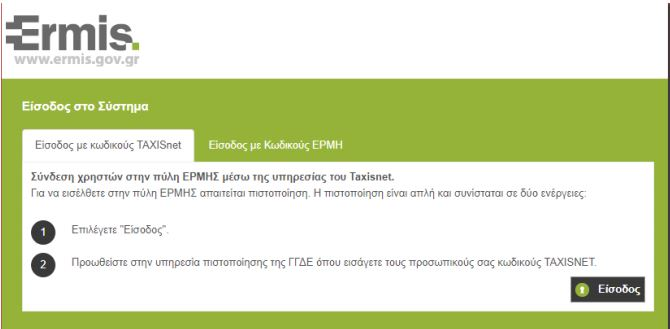 Ermis.
www.ermis.gov.gr
Είσοδος στο Σύστημα
Είσοδος με κωδικούς TAXISnet
Είσοδος με Κωδικούς ΕΡΜΗ
Σύνδεση χρηστών στην πύλη ΕΡΜΗΣ μέσω της υπηρεσίας του Taxisnet.
Για να εισέλθετε στην πύλη ΕΡΜΗΣ απαιτείται πιστοποίηση. Η πιστοποίηση είναι απλή και συνίσταται σε δύο ενέργειες:
1 Επιλέγετε "Είσοδος".
2 Προωθείστε στην υπηρεσία πιστοποίησης της ΓΓΔΕ όπου εισάγετε τους προσωπικούς σας κωδικούς TAXISNET.
Είσοδος